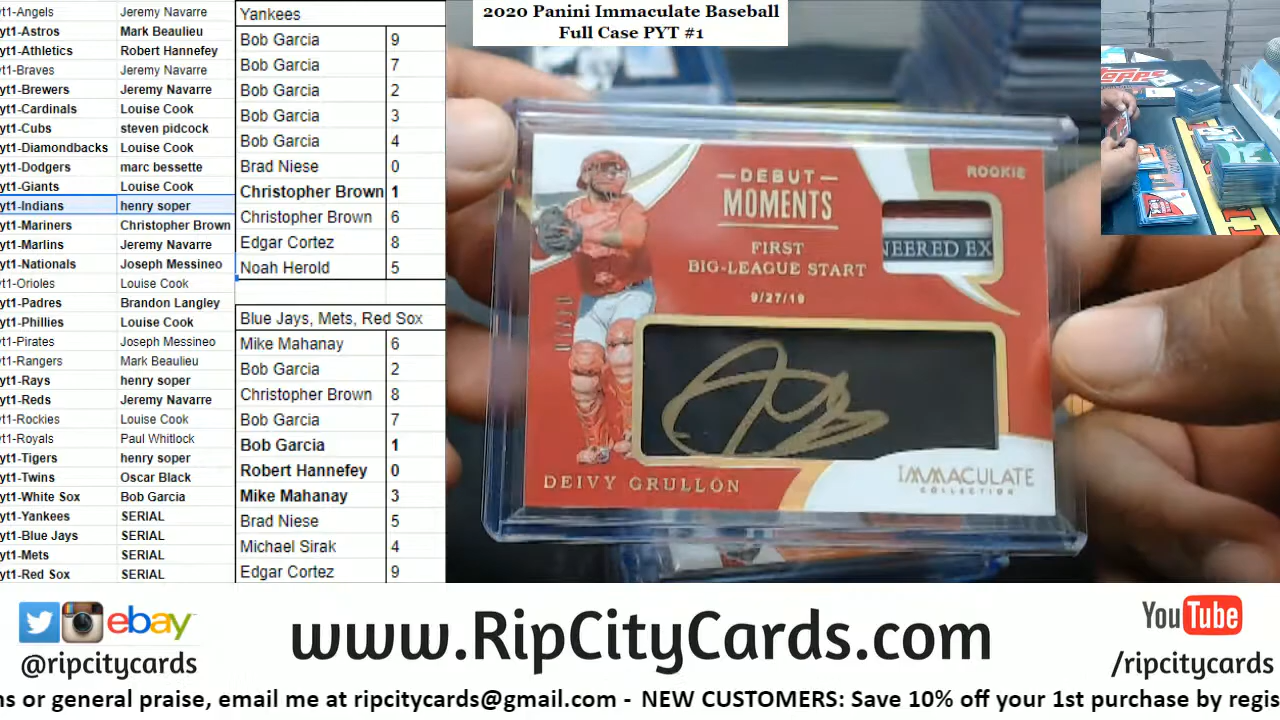 yt1-Angels Jeremy Navarre
yt1-Astros Mark Beaulieu
yt1-Athletics Robert Hannefey
yt1-Braves Jeremy Navarre
yt1-Brewers Jeremy Navarre
yt1-Cardinals Louise Cook
yt1-Cubs steven pidcock
yt1-Diamondbacks Louise Cook
yt1-Dodgers marc bessette
yt1-Giants Louise Cook
yt1-Indians henry soper
yt1-Mariners Christopher Brown
yt1-Marlins Jeremy Navarre
yt1-Nationals Joseph Messineo
yt1-Orioles Louise Cook
yt1-Padres Brandon Langley
yt1-Phillies Louise Cook
yt1-Pirates Joseph Messineo
yt1-Rangers Mark Beaulieu
yt1-Rays henry soper
yt1-Reds Jeremy Navarre
yt1-Rockies Louise Cook
yt1-Royals Paul Whitlock
yt1-Tigers henry soper
yt1-Twins Oscar Black
yt1-White Sox Bob Garcia
yt1-Yankees SERIAL
yt1-Blue Jays SERIAL
yt1-Mets SERIAL
yt1-Red Sox SERIAL
Yankees
Bob Garcia 9
Bob Garcia 7
Bob Garcia 2
Bob Garcia 3
Bob Garcia 4
Brad Niese 0
Christopher Brown 1
Christopher Brown 6
Edgar Cortez 8
Noah Herold 5
Blue Jays, Mets, Red Sox
Mike Mahanay 6
Bob Garcia 2
Christopher Brown 8
Bob Garcia 7
Bob Garcia 1
Robert Hannefey 0
Mike Mahanay 3
Brad Niese 5
Michael Sirak 4
Edgar Cortez 9
2020 Panini Immaculate Baseball
Full Case PYT #1
DEBUT
MOMENTS
FIRST
BIG-LEAGUE START
9/27/19
ROOKIE
NEERED EX
DEIVY GRULLON
IMMACULATE
COLLECTION
Topps
ebay
@ripcitycards
www.RipCityCards.com
YouTube
/ripcitycards
ns or general praise, email me at ripcitycards@gmail.com - NEW CUSTOMERS: Save 10% off your 1st purchase by regis